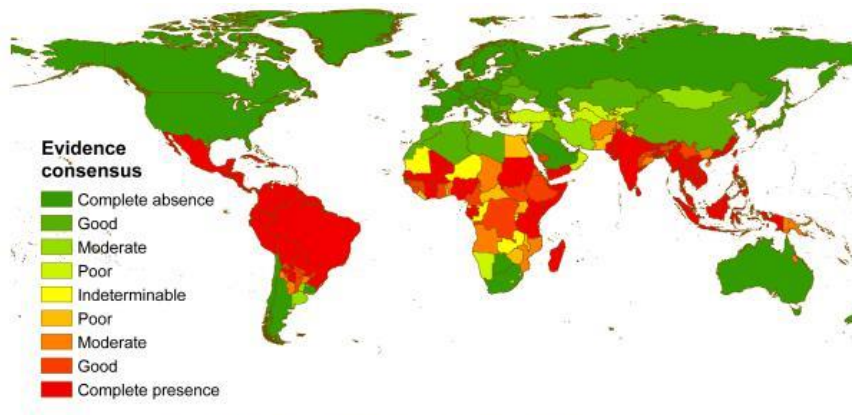 Evidence
consensus
Complete absence
Good
Moderate
Poor
Indeterminable
Poor
Moderate
Good
Complete presence